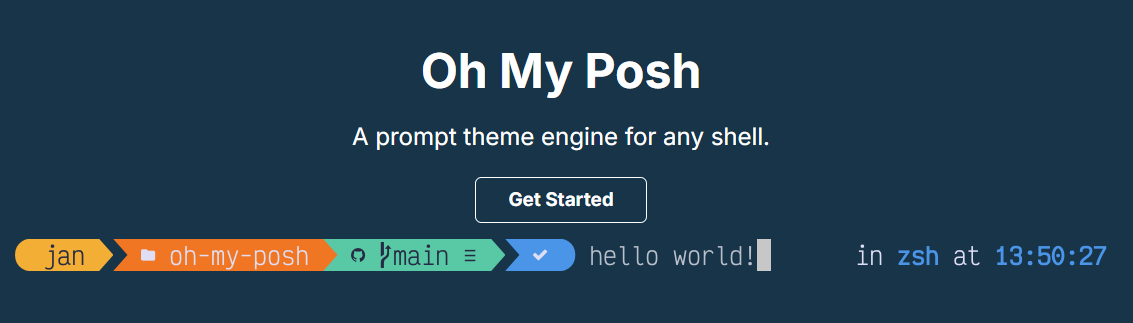 Oh My Posh
A prompt theme engine for any shell.
Get Started
jan oh-my-posh main ≡ ✔ hello world! in zsh at 13:50:27